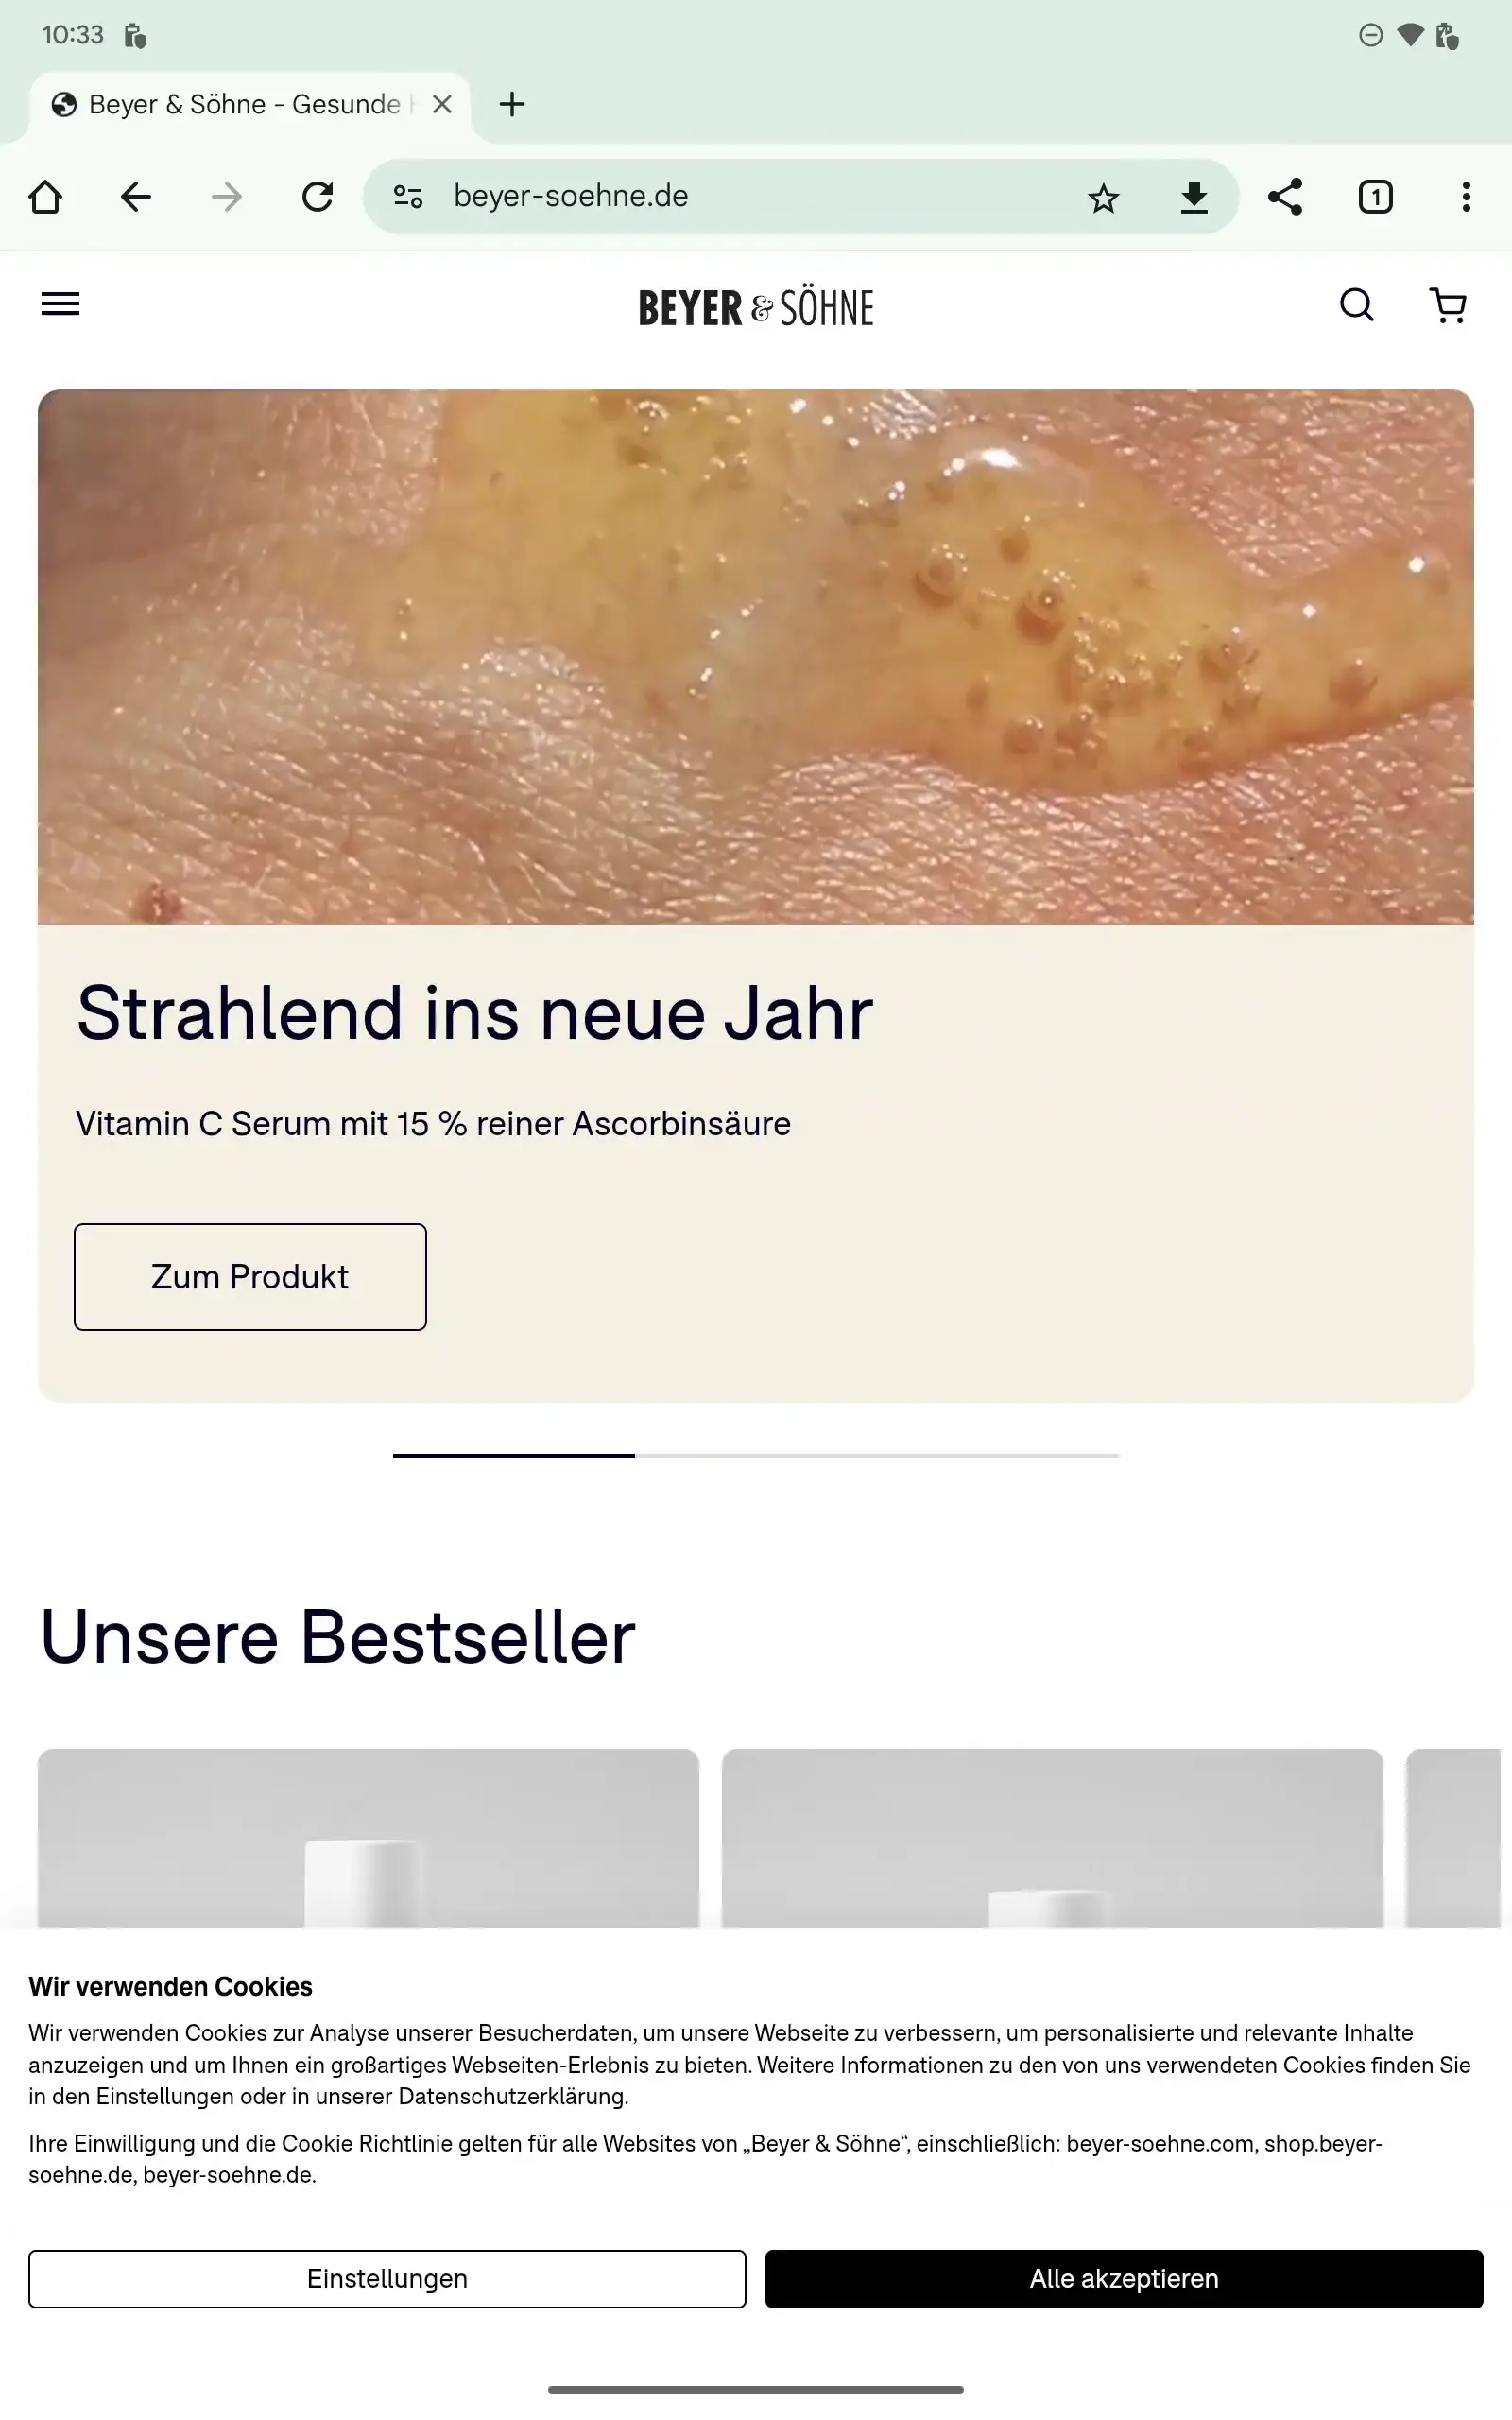 10:33
Beyer & Söhne - Gesunde
beyer-soehne.de
1
BEYER & SÖHNE
Strahlend ins neue Jahr
Vitamin C Serum mit 15 % reiner Ascorbinsäure
Zum Produkt
Unsere Bestseller
Wir verwenden Cookies
Wir verwenden Cookies zur Analyse unserer Besucherdaten, um unsere Webseite zu verbessern, um personalisierte und relevante Inhalte
anzuzeigen und um Ihnen ein großartiges Webseiten-Erlebnis zu bieten. Weitere Informationen zu den von uns verwendeten Cookies finden Sie
in den Einstellungen oder in unserer Datenschutzerklärung.
Ihre Einwilligung und die Cookie Richtlinie gelten für alle Websites von „Beyer & Söhne“, einschließlich: beyer-soehne.com, shop.beyer-
soehne.de, beyer-soehne.de.
Einstellungen
Alle akzeptieren